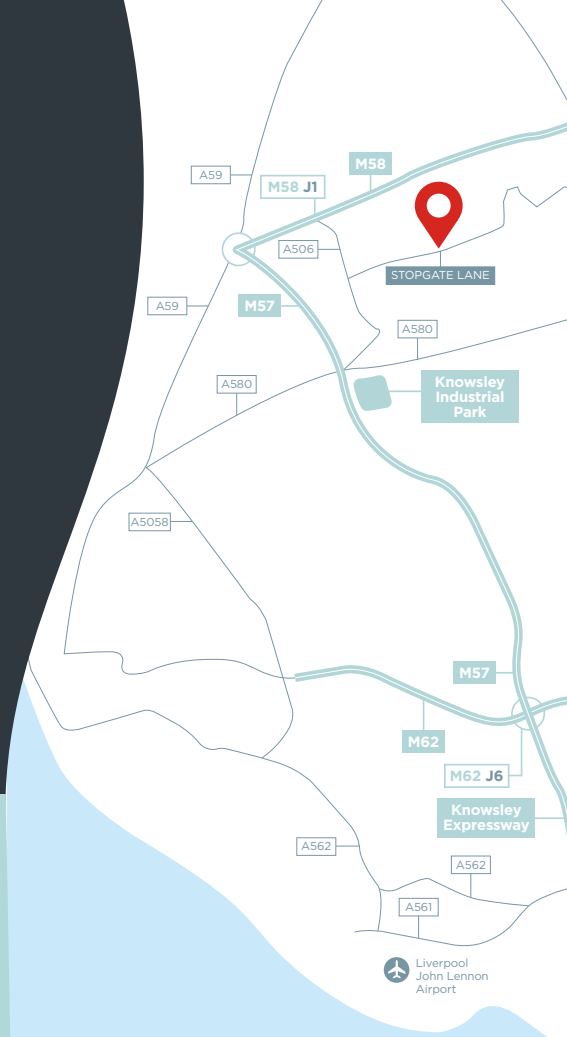 M58
A59
M58 J1
A506
STOPGATE LANE
A59
M57
A580
A580
Knowsley
Industrial
Park
A5058
M57
M62
M62 J6
Knowsley
Expressway
A562
A562
A561
Liverpool
John Lennon
Airport